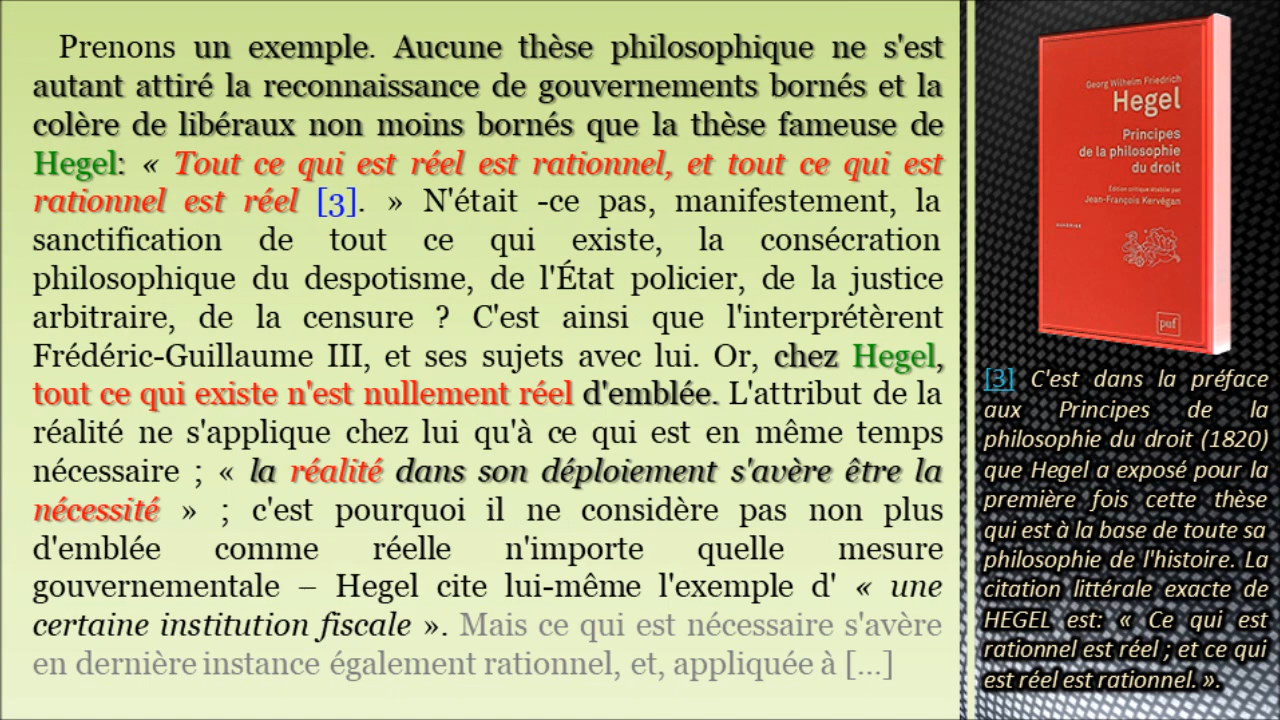 Prenons un exemple. Aucune thèse philosophique ne s'est
autant attiré la reconnaissance de gouvernements bornés et la
colère de libéraux non moins bornés que la thèse fameuse de
Hegel: « Tout ce qui est réel est rationnel, et tout ce qui est
rationnel est réel [3]. » N'était -ce pas, manifestement, la
sanctification de tout ce qui existe, la consécration
philosophique du despotisme, de l'État policier, de la justice
arbitraire, de la censure ? C'est ainsi que l'interprétèrent
Frédéric-Guillaume III, et ses sujets avec lui. Or, chez Hegel,
tout ce qui existe n'est nullement réel d'emblée. L'attribut de la
réalité ne s'applique chez lui qu'à ce qui est en même temps
nécessaire ; « la réalité dans son déploiement s'avère être la
nécessité » ; c'est pourquoi il ne considère pas non plus
d'emblée comme réelle n'importe quelle mesure
gouvernementale – Hegel cite lui-même l'exemple d' « une
certaine institution fiscale ». Mais ce qui est nécessaire s'avère
en dernière instance également rationnel, et, appliquée à [...]
Georg Wilhelm Friedrich
Hegel
Principes
de la philosophie
du droit
Édition critique établie par
Jean-François Kervégan
puf
[3] C'est dans la préface
aux Principes de la
philosophie du droit (1820)
que Hegel a exposé pour la
première fois cette thèse
qui est à la base de toute sa
philosophie de l'histoire. La
citation littérale exacte de
HEGEL est: « Ce qui est
rationnel est réel ; et ce qui
est réel est rationnel. ».